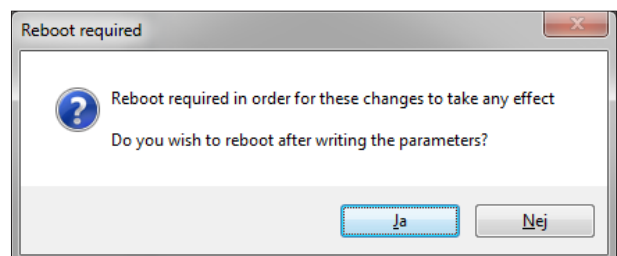 Reboot required
Reboot required in order for these changes to take any effect
Do you wish to reboot after writing the parameters?
Ja
Nej